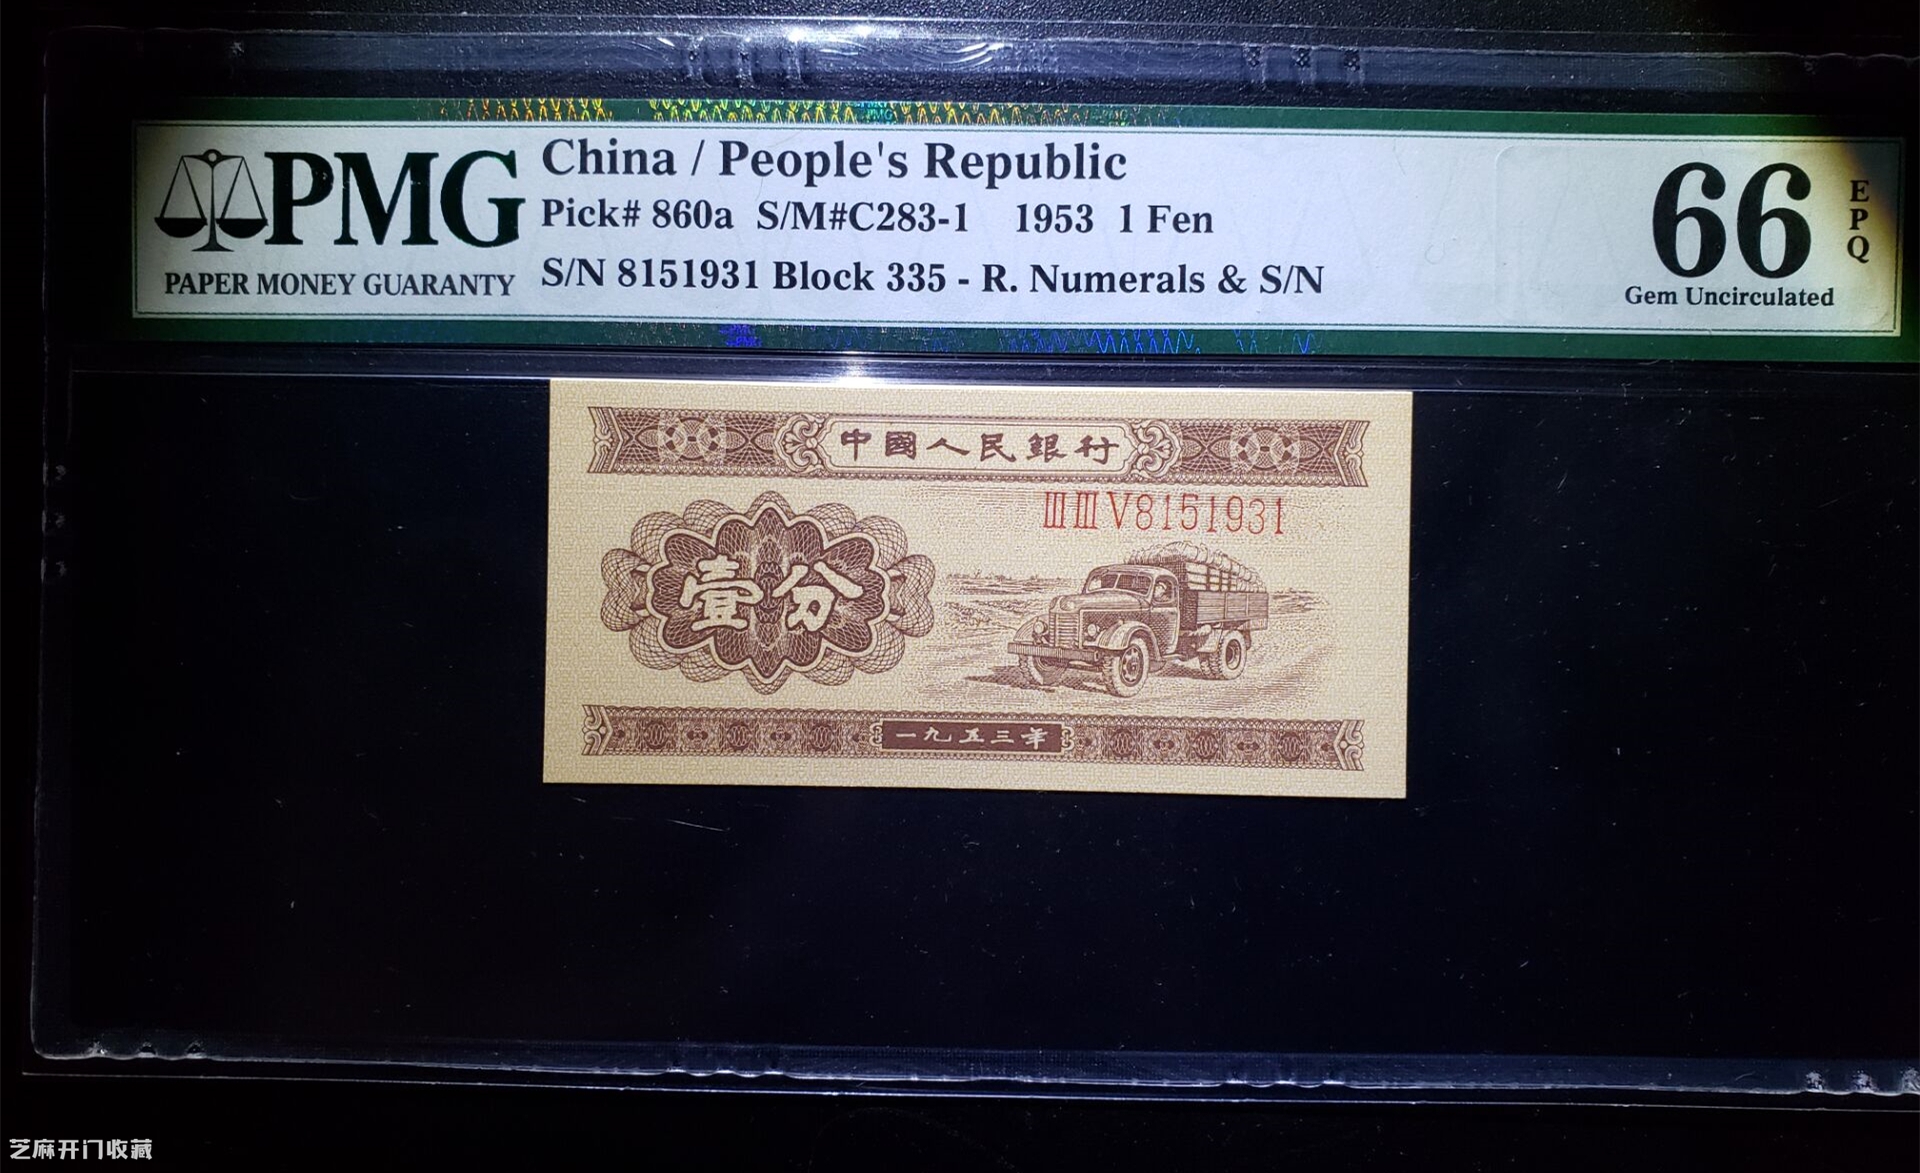 PMG
PAPER MONEY GUARANTY
China / People's Republic
Pick# 860a S/M#C283-1 1953 1 Fen
S/N 8151931 Block 335 - R. Numerals & S/N
66
EPQ
Gem Uncirculated
中國人民銀行
ⅢⅢⅤ8151931
壹分
一九五三年
芝麻开门收藏